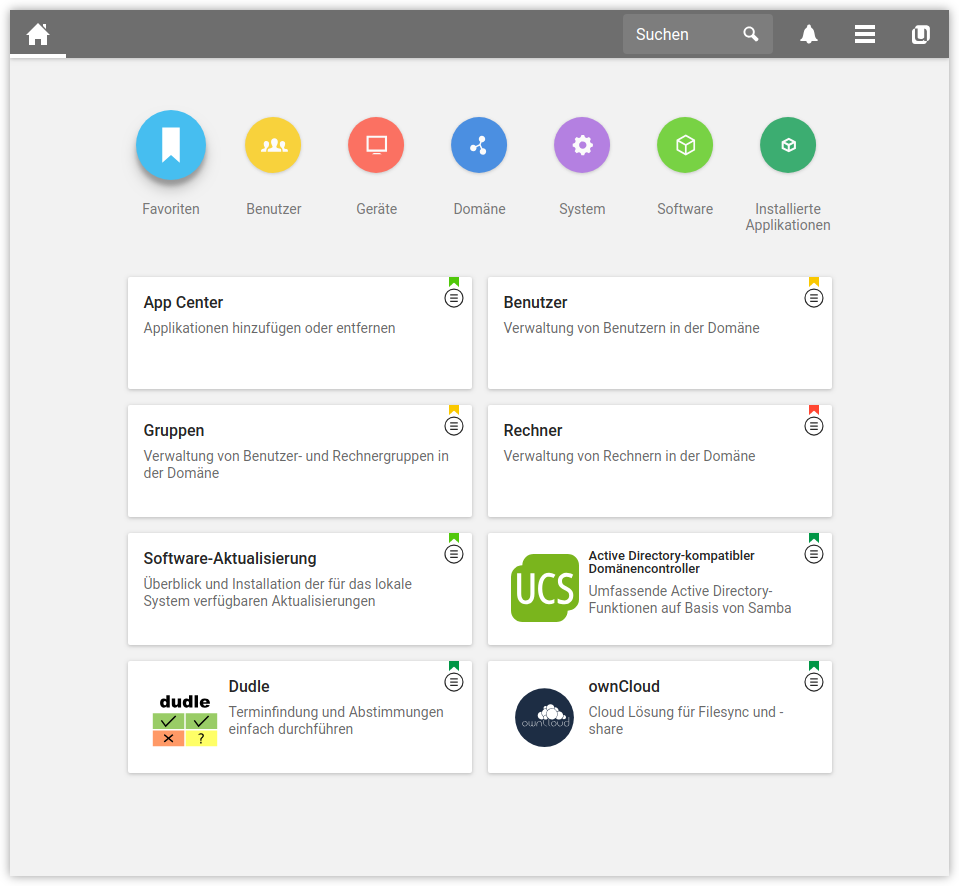 Suchen
Favoriten
Benutzer
Geräte
Domäne
System
Software
Installierte
Applikationen
App Center
Applikationen hinzufügen oder entfernen
Benutzer
Verwaltung von Benutzern in der Domäne
Gruppen
Verwaltung von Benutzer- und Rechnergruppen in
der Domäne
Rechner
Verwaltung von Rechnern in der Domäne
Software-Aktualisierung
Überblick und Installation der für das lokale
System verfügbaren Aktualisierungen
UCS
Active Directory-kompatibler
Domänencontroller
Umfassende Active Directory-
Funktionen auf Basis von Samba
dudle
?
Dudle
Terminfindung und Abstimmungen
einfach durchführen
ownCloud
ownCloud
Cloud Lösung für Filesync und -
share